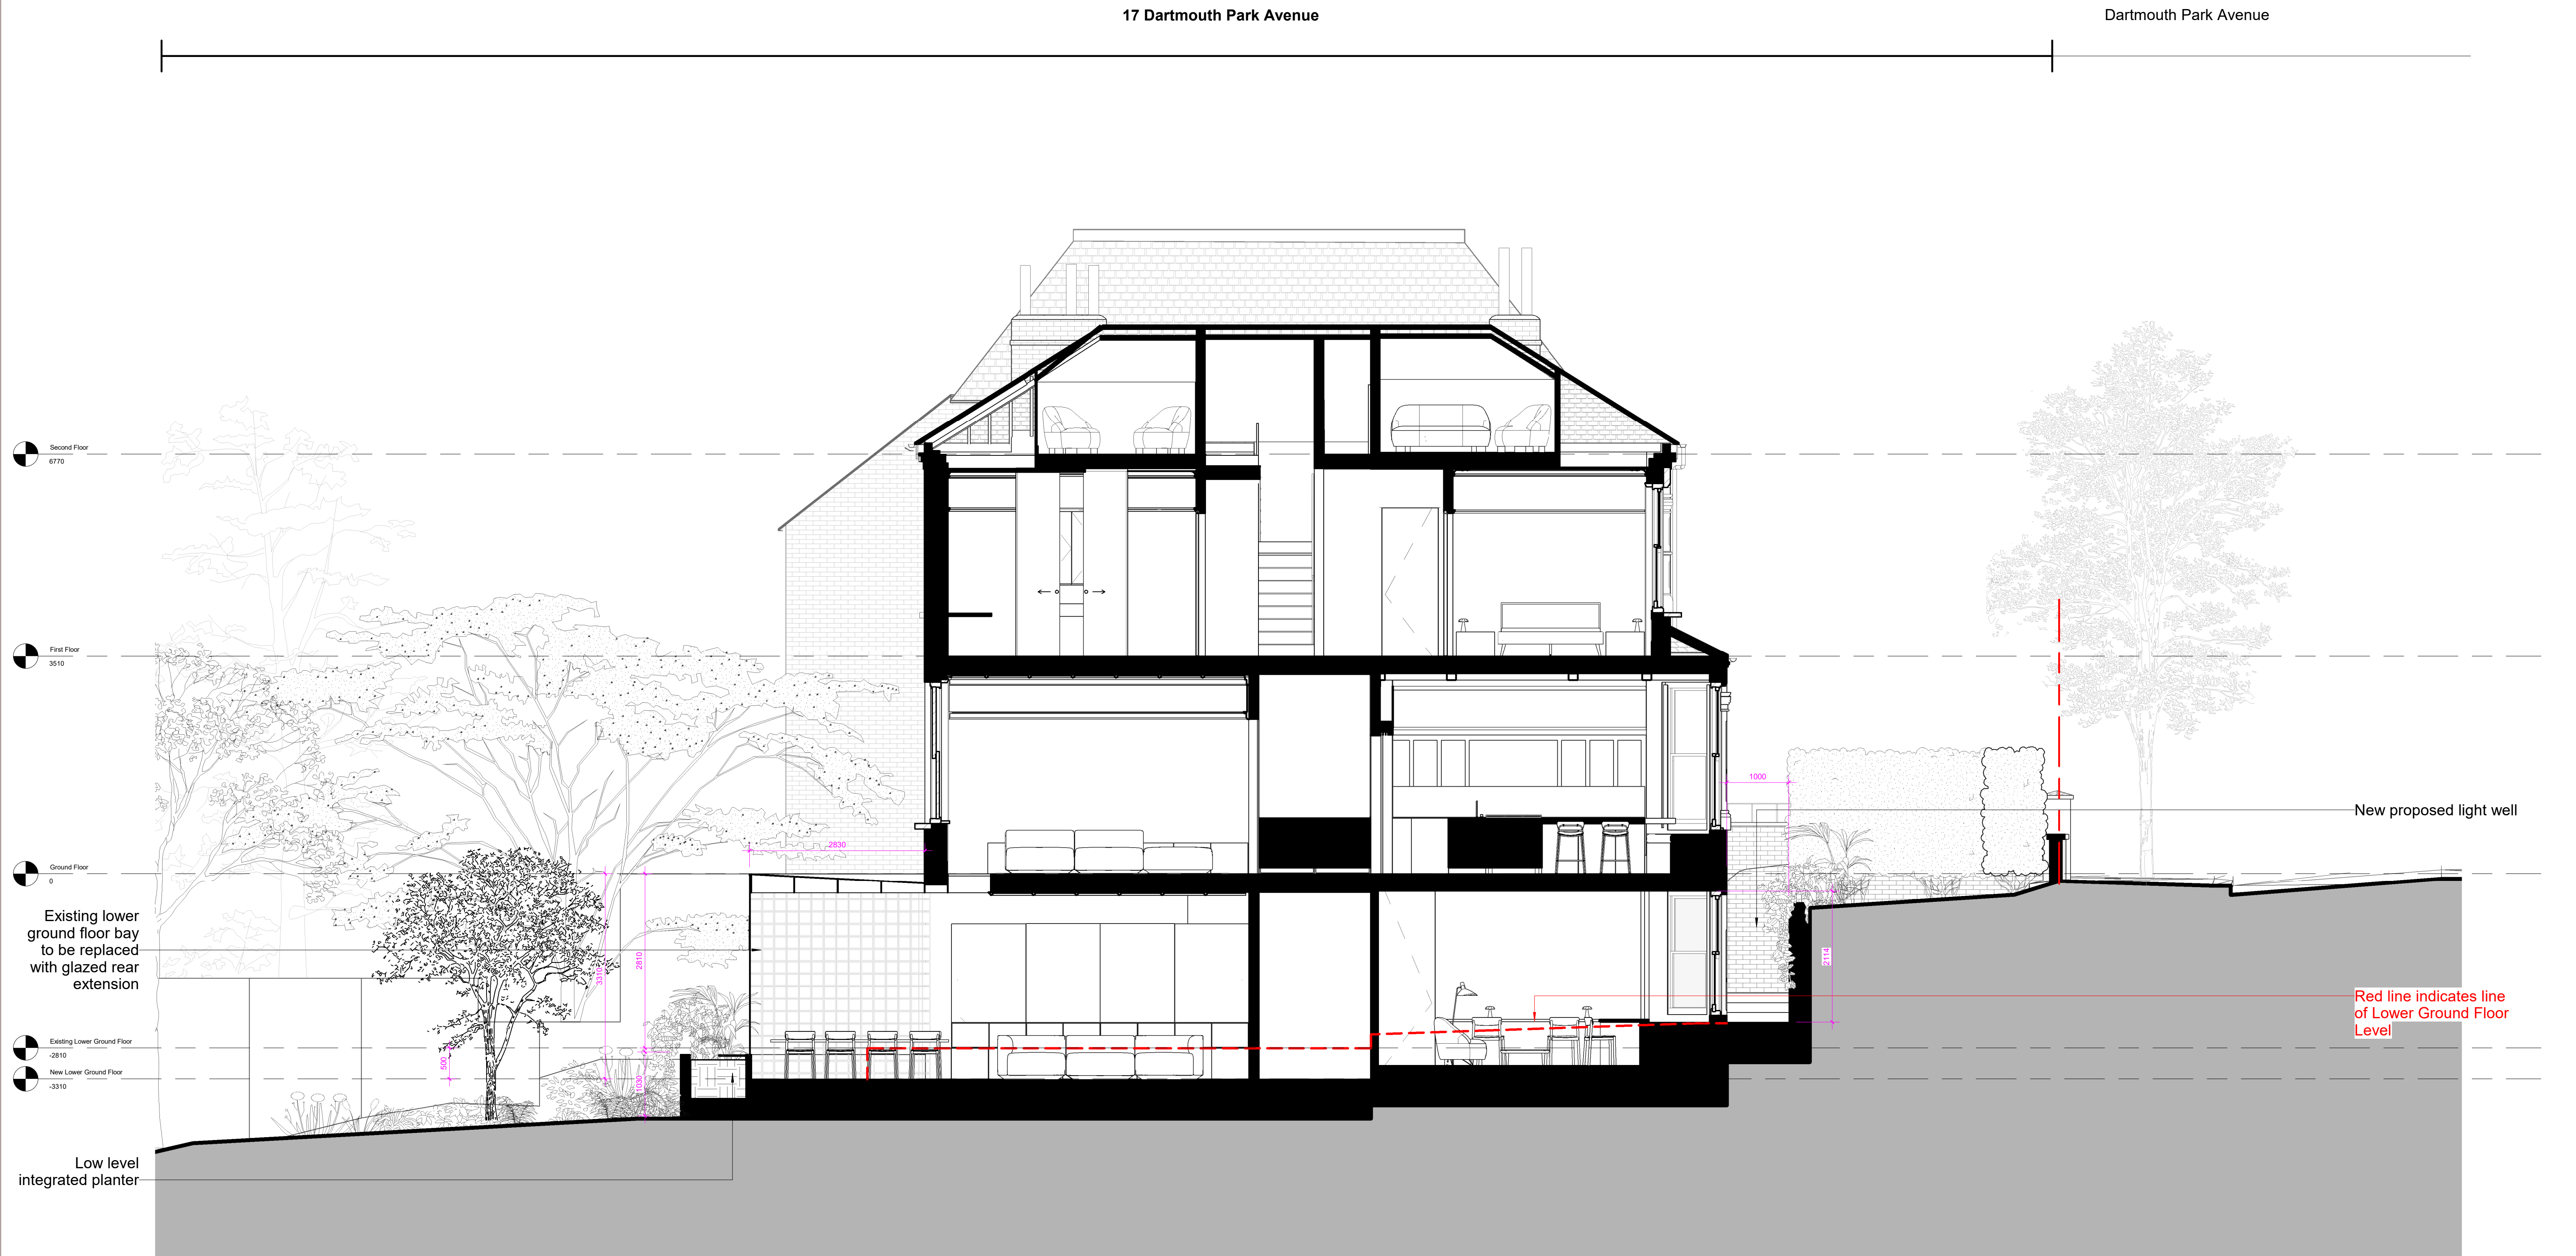 17 Dartmouth Park Avenue
Dartmouth Park Avenue
Second Floor
6770
First Floor
3510
1000
New proposed light well
2830
Ground Floor
0
Existing lower
ground floor bay
to be replaced
with glazed rear
extension
3310
2810
2114
Red line indicates line
of Lower Ground Floor
Level
Existing Lower Ground Floor
-2810
500
New Lower Ground Floor
-3310
1030
Low level
integrated planter